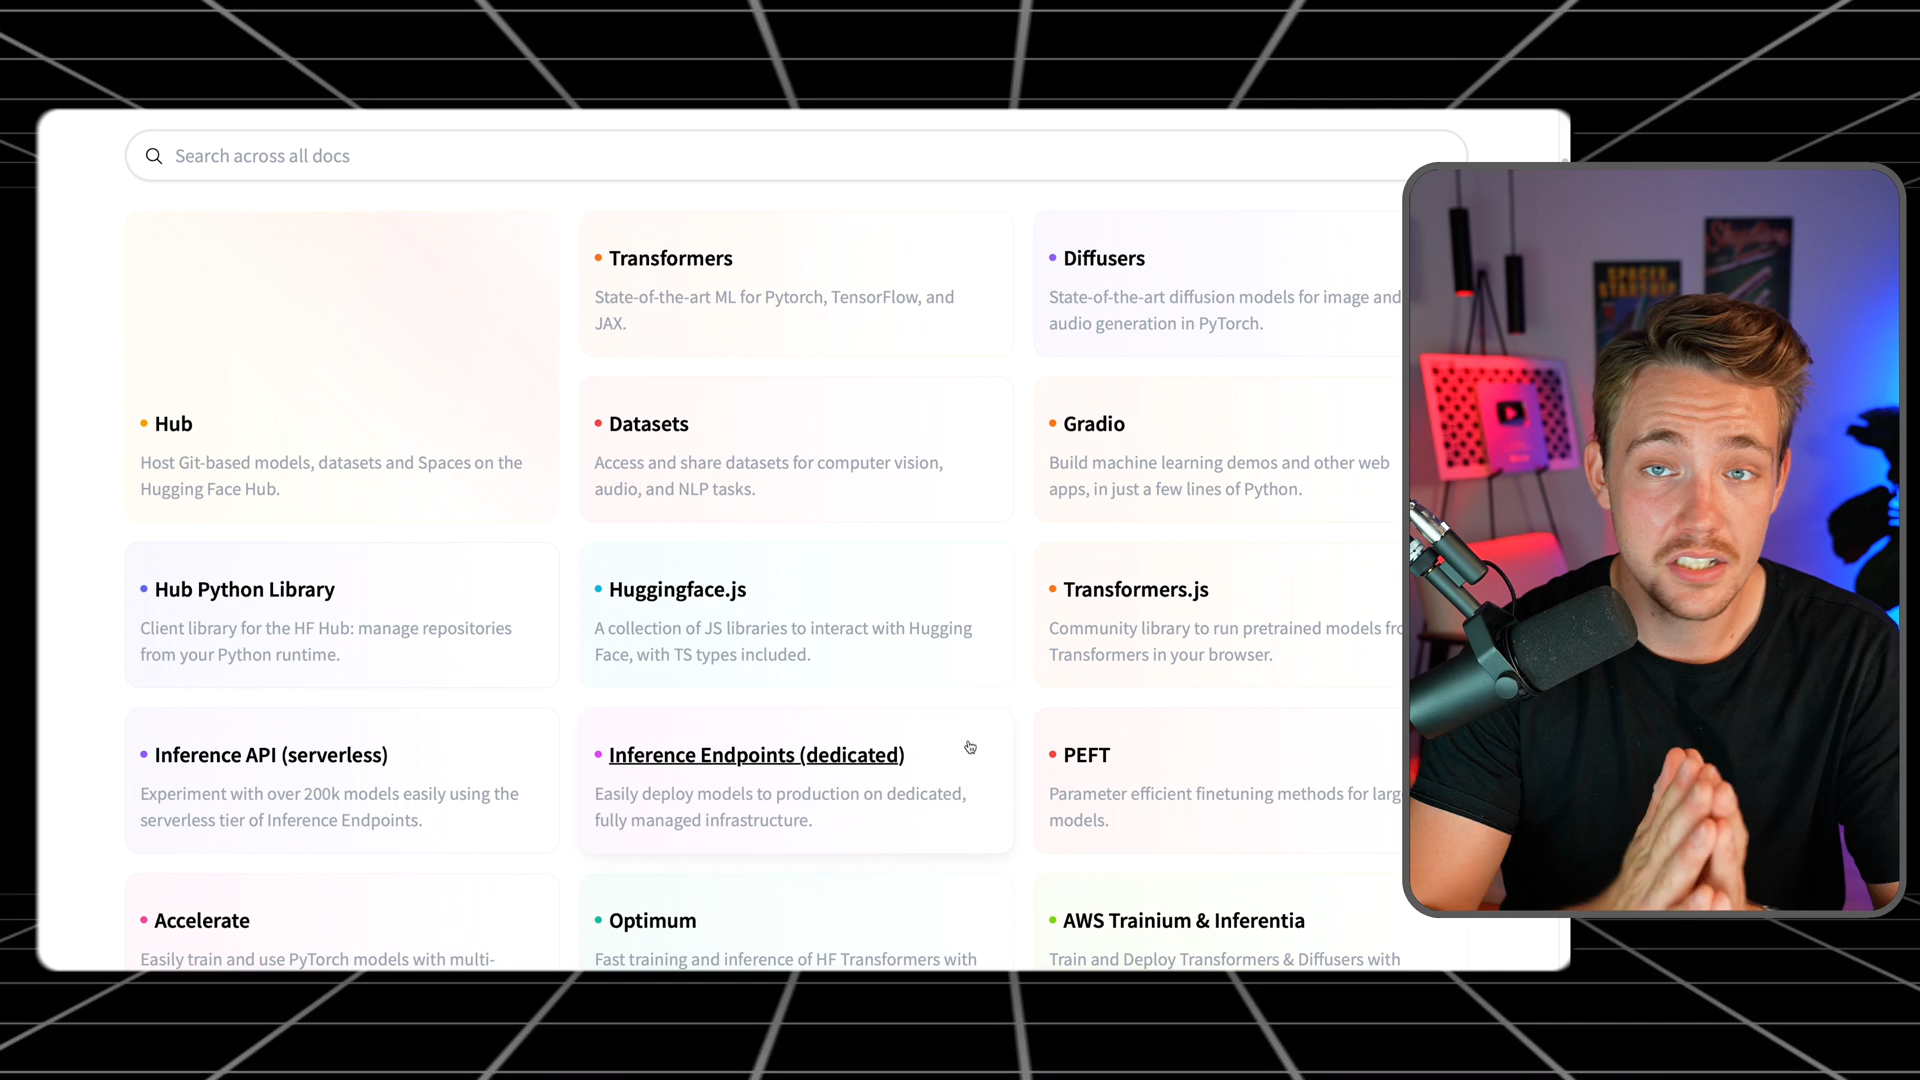 Search across all docs
Hub
Host Git-based models, datasets and Spaces on the
Hugging Face Hub.
Transformers
State-of-the-art ML for Pytorch, TensorFlow, and
JAX.
Diffusers
State-of-the-art diffusion models for image and
audio generation in PyTorch.
Datasets
Access and share datasets for computer vision,
audio, and NLP tasks.
Gradio
Build machine learning demos and other web
apps, in just a few lines of Python.
Hub Python Library
Client library for the HF Hub: manage repositories
from your Python runtime.
Huggingface.js
A collection of JS libraries to interact with Hugging
Face, with TS types included.
Transformers.js
Community library to run pretrained models
Transformers in your browser.
Inference API (serverless)
Experiment with over 200k models easily using the
serverless tier of Inference Endpoints.
Inference Endpoints (dedicated)
Easily deploy models to production on dedicated,
fully managed infrastructure.
PEFT
Parameter efficient finetuning methods for
models.
Accelerate
Easily train and use PyTorch models with multi-
Optimum
Fast training and inference of HF Transformers with
AWS Trainium & Inferentia
Train and Deploy Transformers & Diffusers with